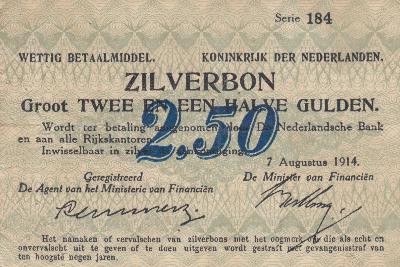 Serie 184
WETTIG BETAALMIDDEL. KONINKRIJK DER NEDERLANDEN.
ZILVERBON
Groot TWEE EN EEN HALVE GULDEN.
2,50
Wordt ter betaling aangenomen door De Nederlandsche Bank
en aan alle Rijkskantoren.
Inwisselbaar in zilver
7 Augustus 1914.
Geregistreerd De Minister van Financiën
De Agent van het Ministerie van Financiën
Het namaken of vervalschen van zilverbons met het oogmerk om die als echt en
onvervalscht uit te geven of te doen uitgeven wordt gestraft met gevangenisstraf van
ten hoogste negen jaren.